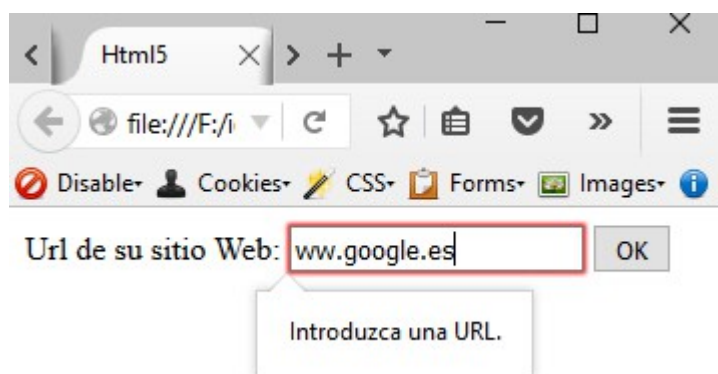 Html5
file:///F:/i
Disable Cookies CSS Forms Images
Url de su sitio Web: ww.google.es OK
Introduzca una URL.